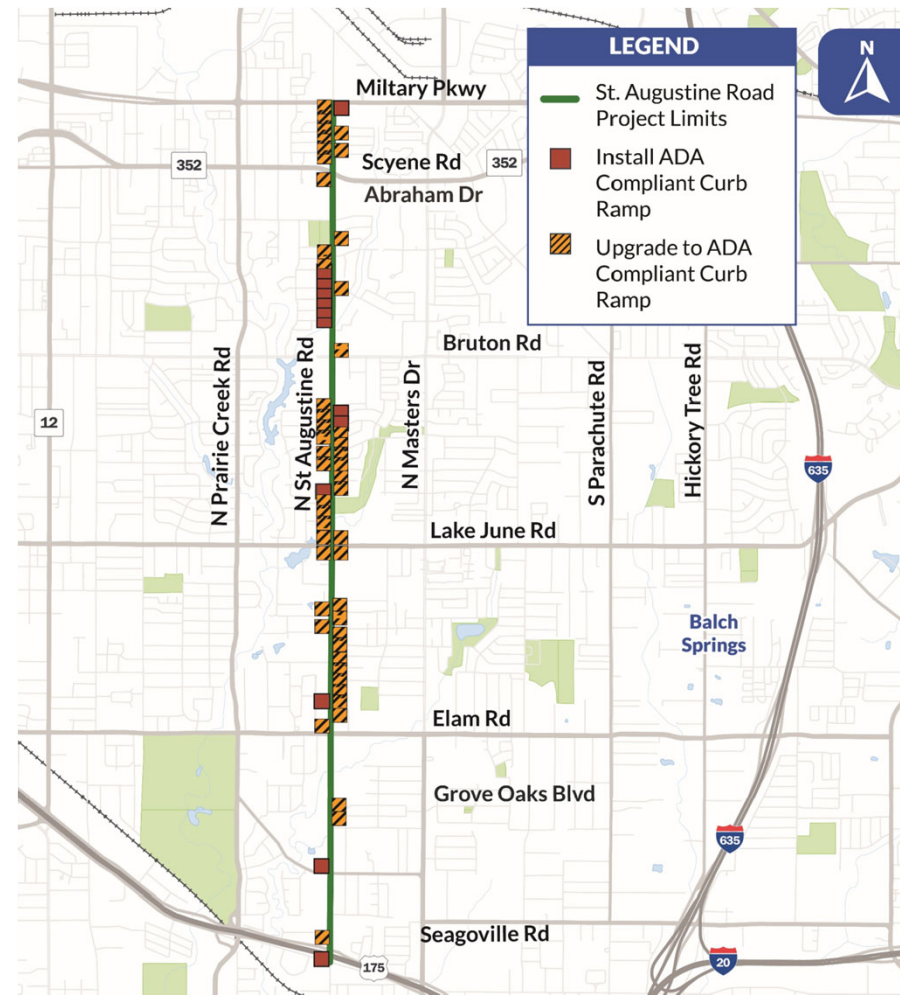 LEGEND
St. Augustine Road
Project Limits
Install ADA
Compliant Curb
Ramp
Upgrade to ADA
Compliant Curb
Ramp
N
Miltary Pkwy
Scyene Rd
352
352
Abraham Dr
Bruton Rd
N Prairie Creek Rd
N St Augustine Rd
N Masters Dr
S Parachute Rd
Hickory Tree Rd
12
635
Lake June Rd
Balch
Springs
Elam Rd
Grove Oaks Blvd
635
Seagoville Rd
175
20